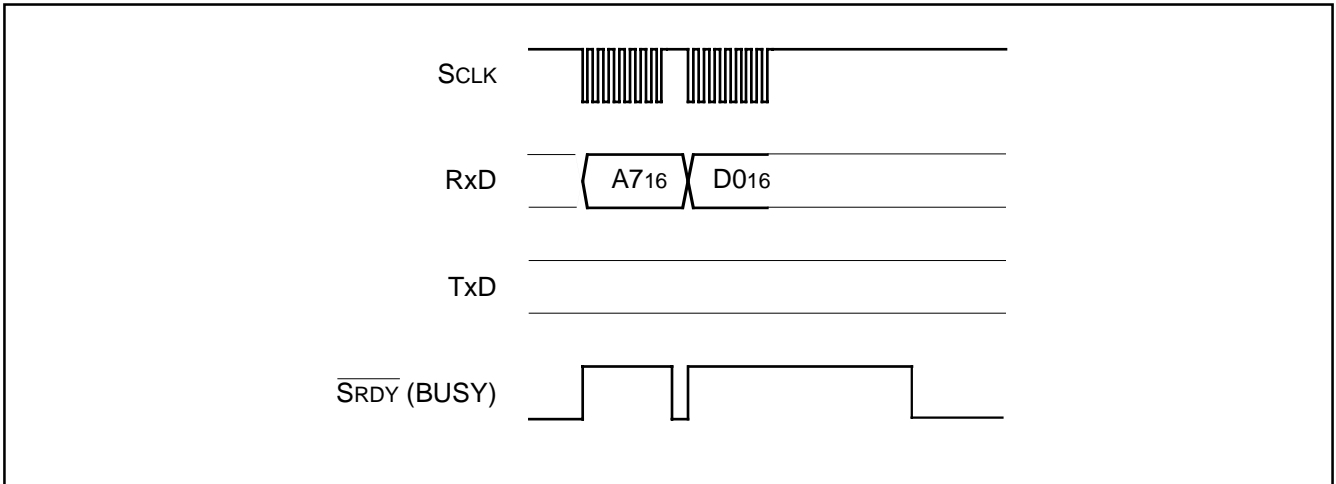 SCLK
RxD
A716
D016
TxD
SRDY (BUSY)